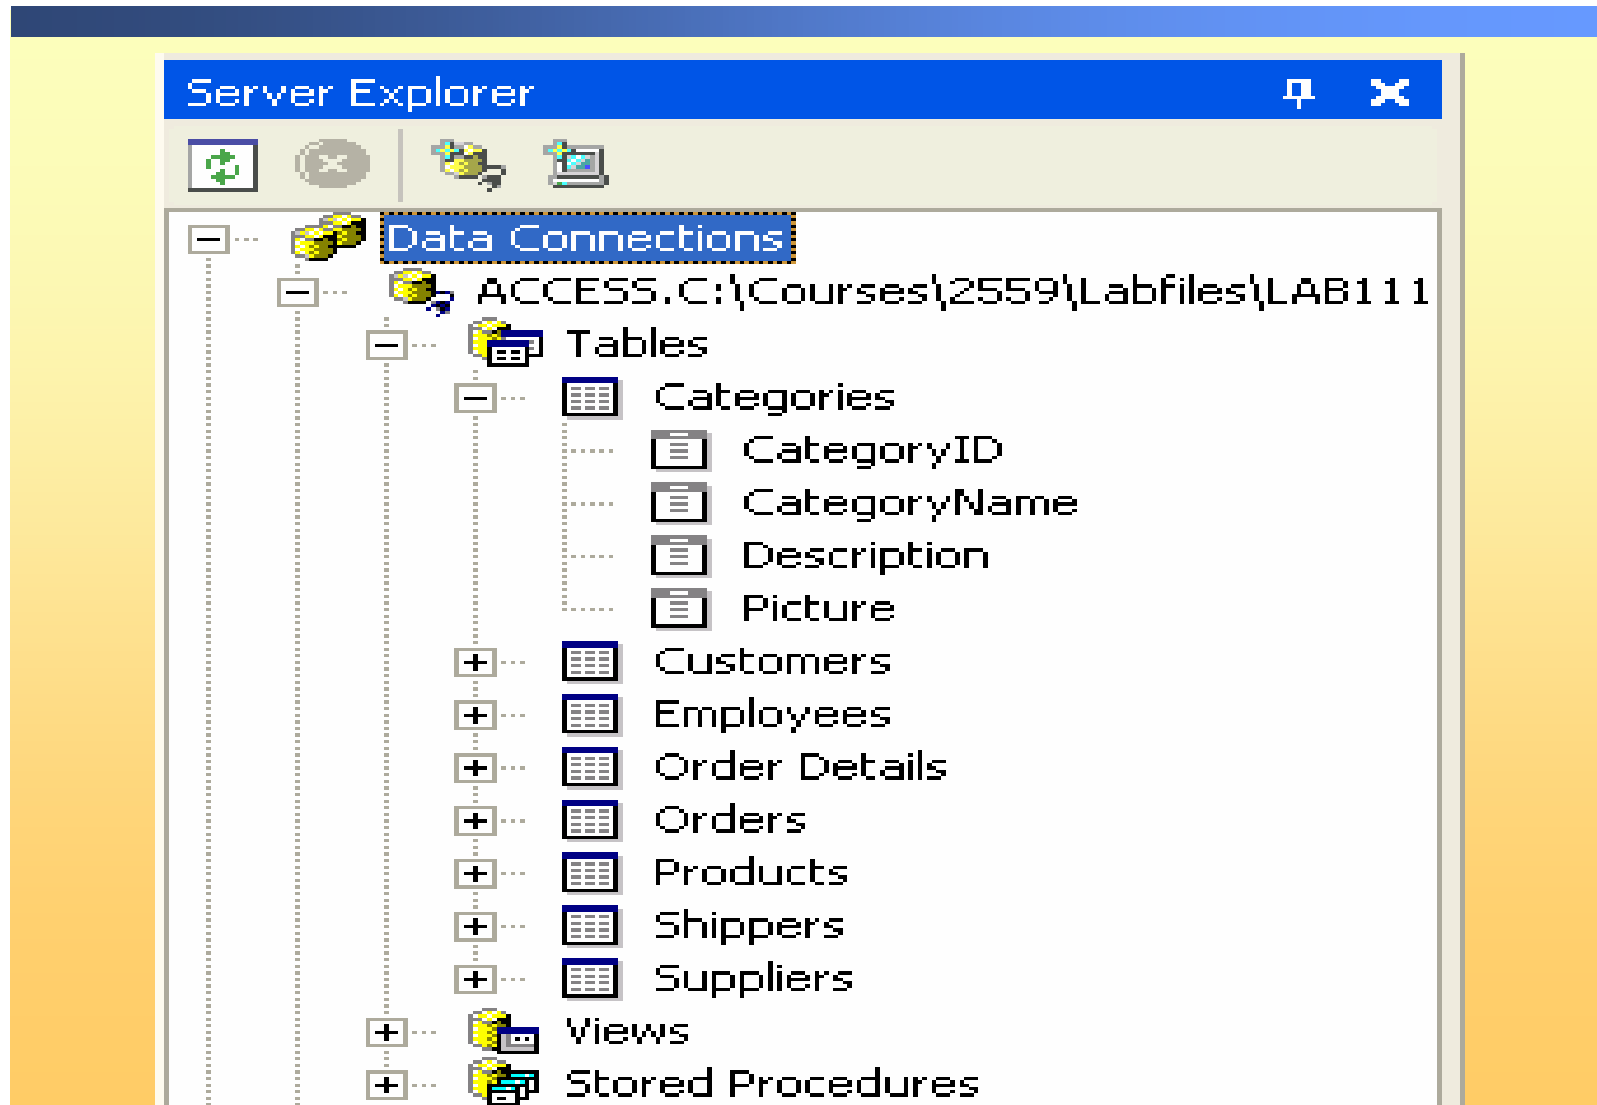 Server Explorer
Data Connections
ACCESS.C:\Courses\2559\Labfiles\LAB111
Tables
Categories
CategoryID
CategoryName
Description
Picture
Customers
Employees
Order Details
Orders
Products
Shippers
Suppliers
Views
Stored Procedures